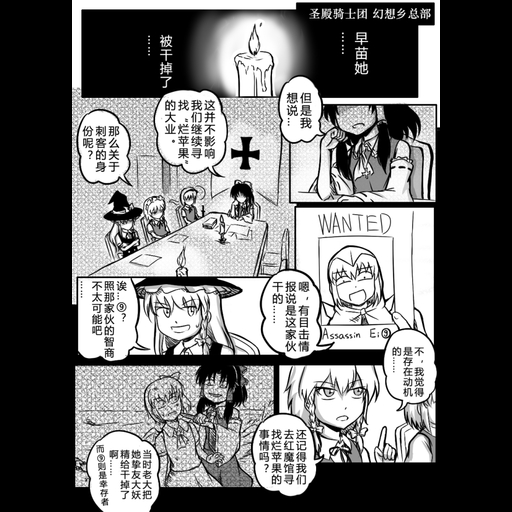 圣殿骑士团 幻想乡总部
早苗她
……
被干掉了
……
但是我
想说…
这并不影响
我们继续寻
找“烂苹果”
的大业。
那么关于
刺客的身
份呢？
WANTED
Assassin E:⑨
嗯，有目击情
报说是这家伙
干的……
诶…⑨？
照那家伙的智商
不太可能吧
不，我觉得
是存在动机
的……
还记得我们
去红魔馆寻
找烂苹果的
事情吗？
当时老大把
她挚友大妖
精给干掉了
啊……
而⑨则是幸存者